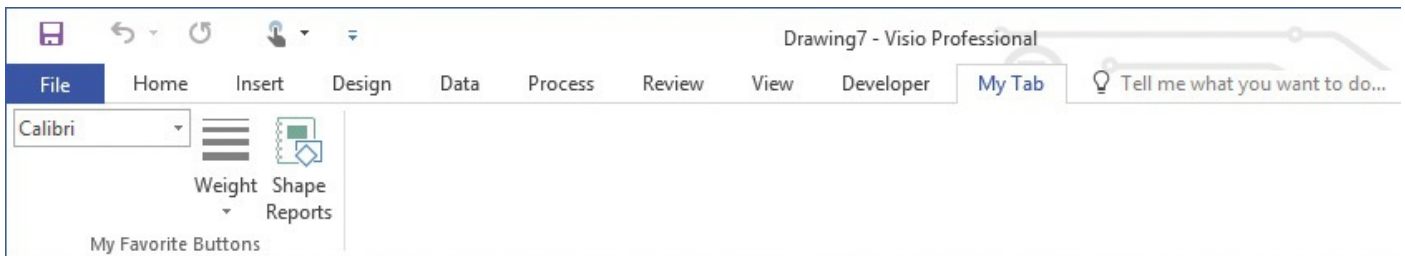 Drawing7 - Visio Professional
File Home Insert Design Data Process Review View Developer My Tab Tell me what you want to do...
Calibri
Weight Shape
Reports
My Favorite Buttons